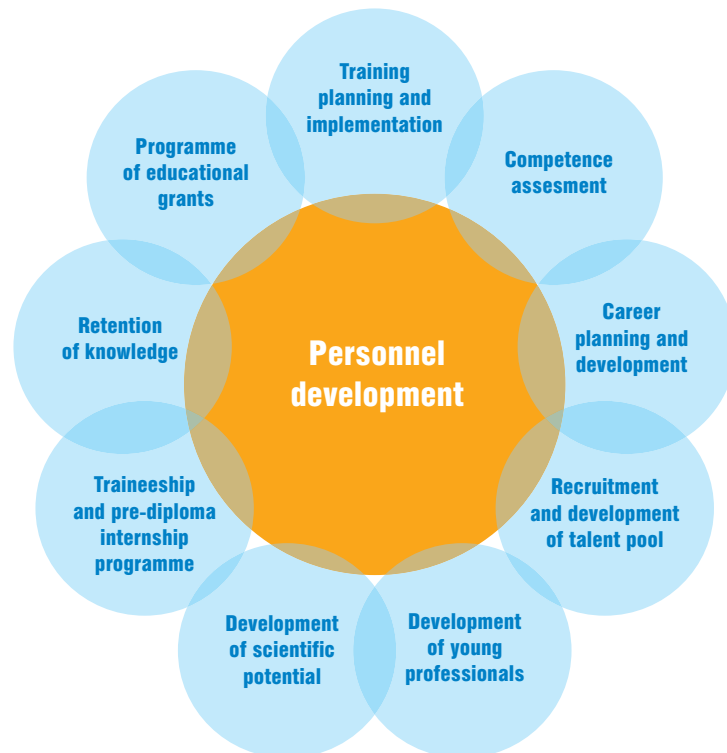 Training
planning and
implementation
Competence
assesment
Career
planning and
development
Recruitment
and development
of talent pool
Development
of young
professionals
Development
of scientific
potential
Traineeship
and pre-diploma
internship
programme
Retention
of knowledge
Programme
of educational
grants
Personnel
development